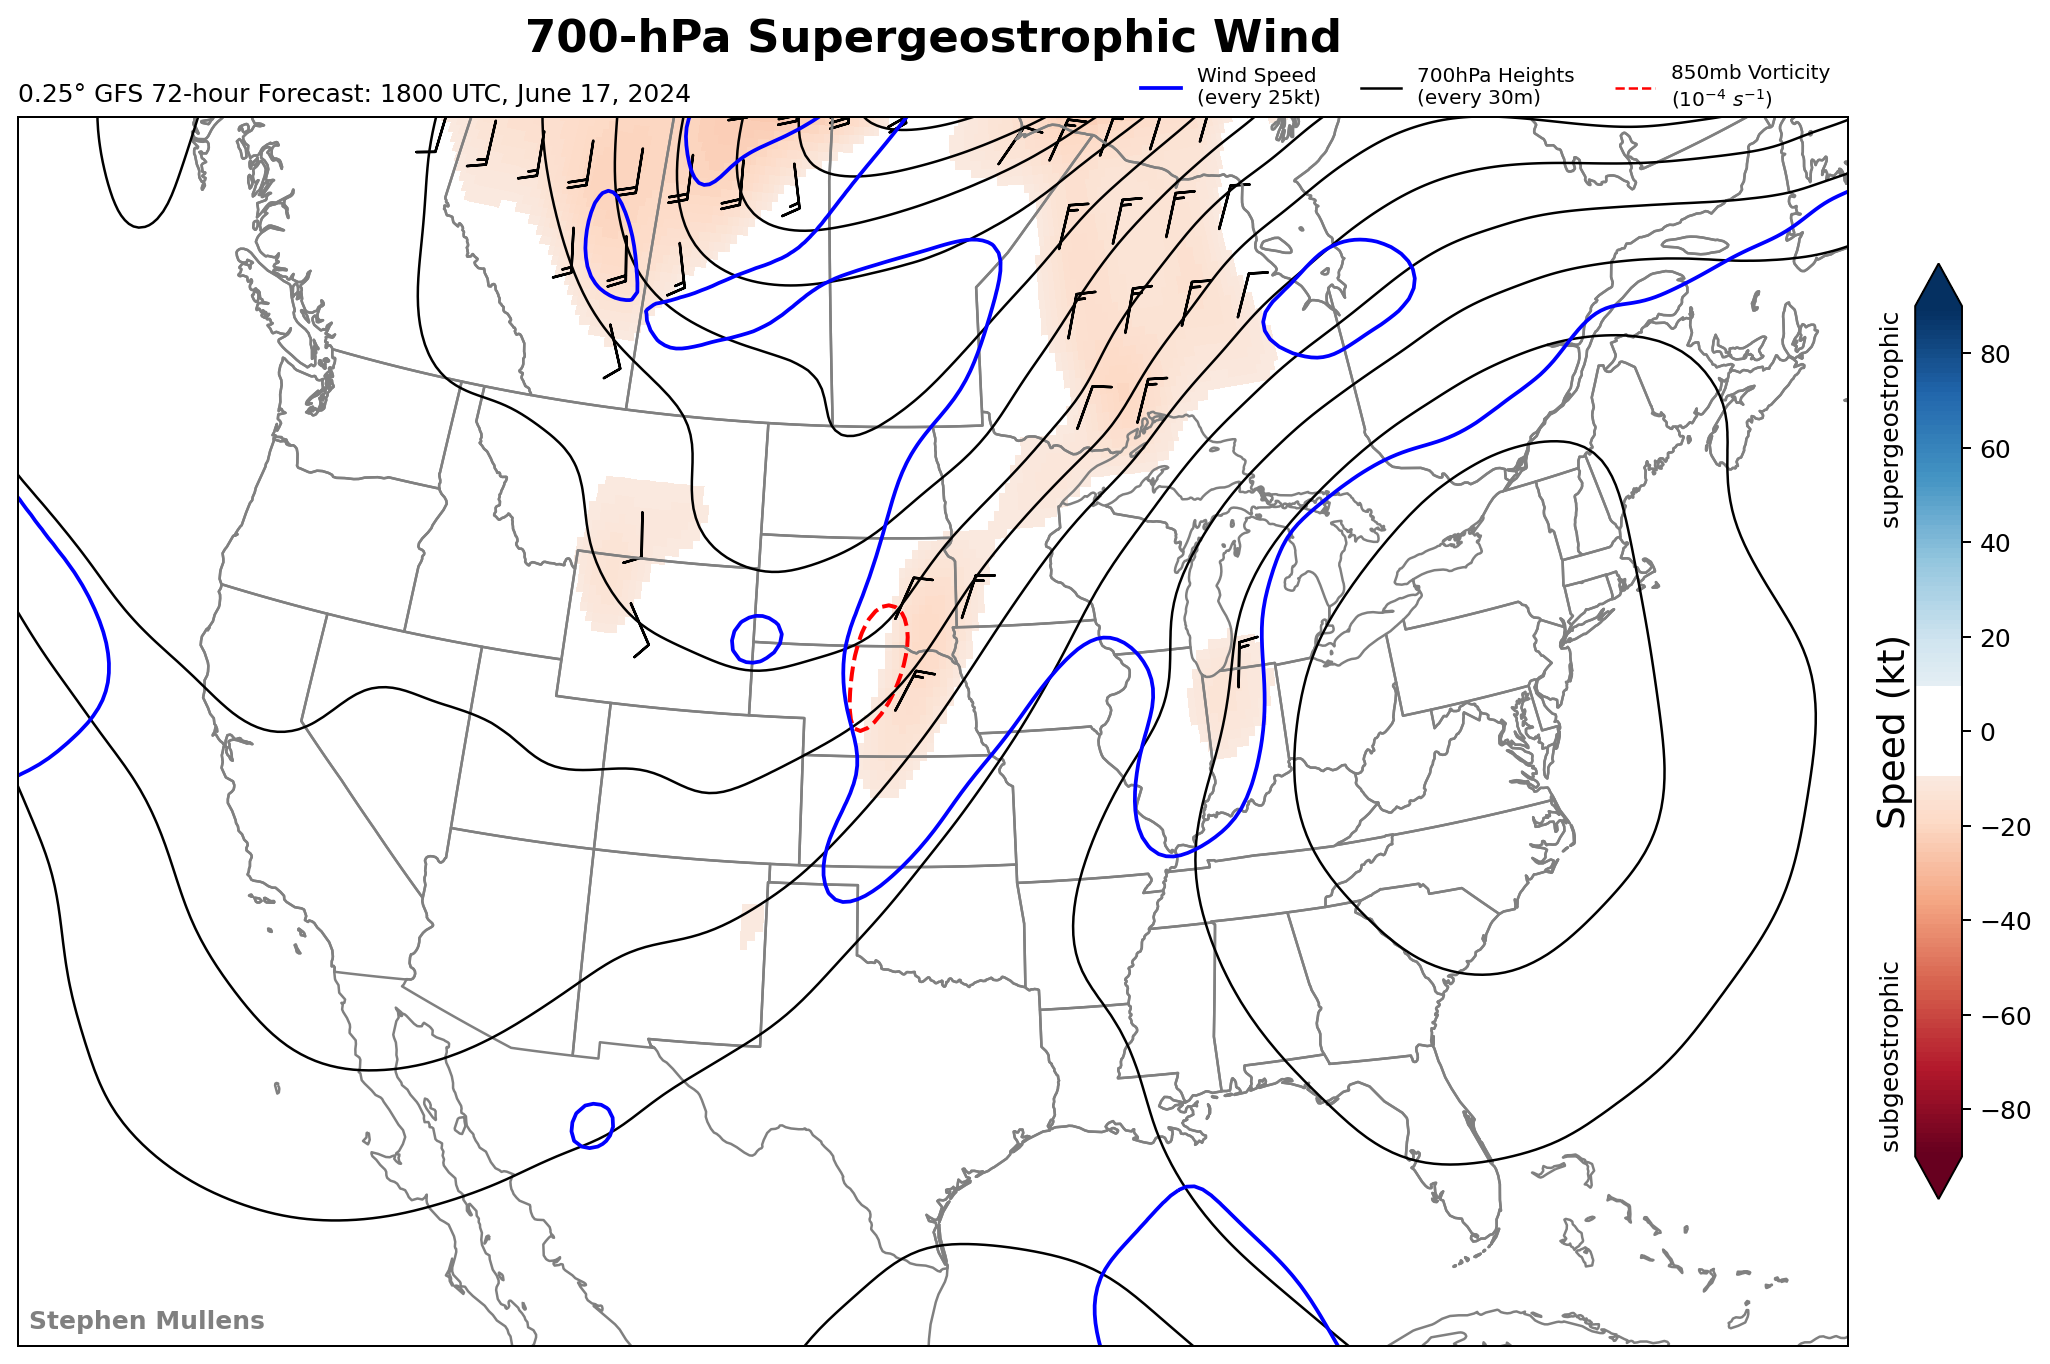 700-hPa Supergeostrophic Wind
0.25° GFS 72-hour Forecast: 1800 UTC, June 17, 2024
Wind Speed
(every 25kt)
700hPa Heights
(every 30m)
850mb Vorticity
(10⁻⁴ s⁻¹)
supergeostrophic
Speed (kt)
subgeostrophic
80
60
40
20
0
−20
−40
−60
−80
Stephen Mullens